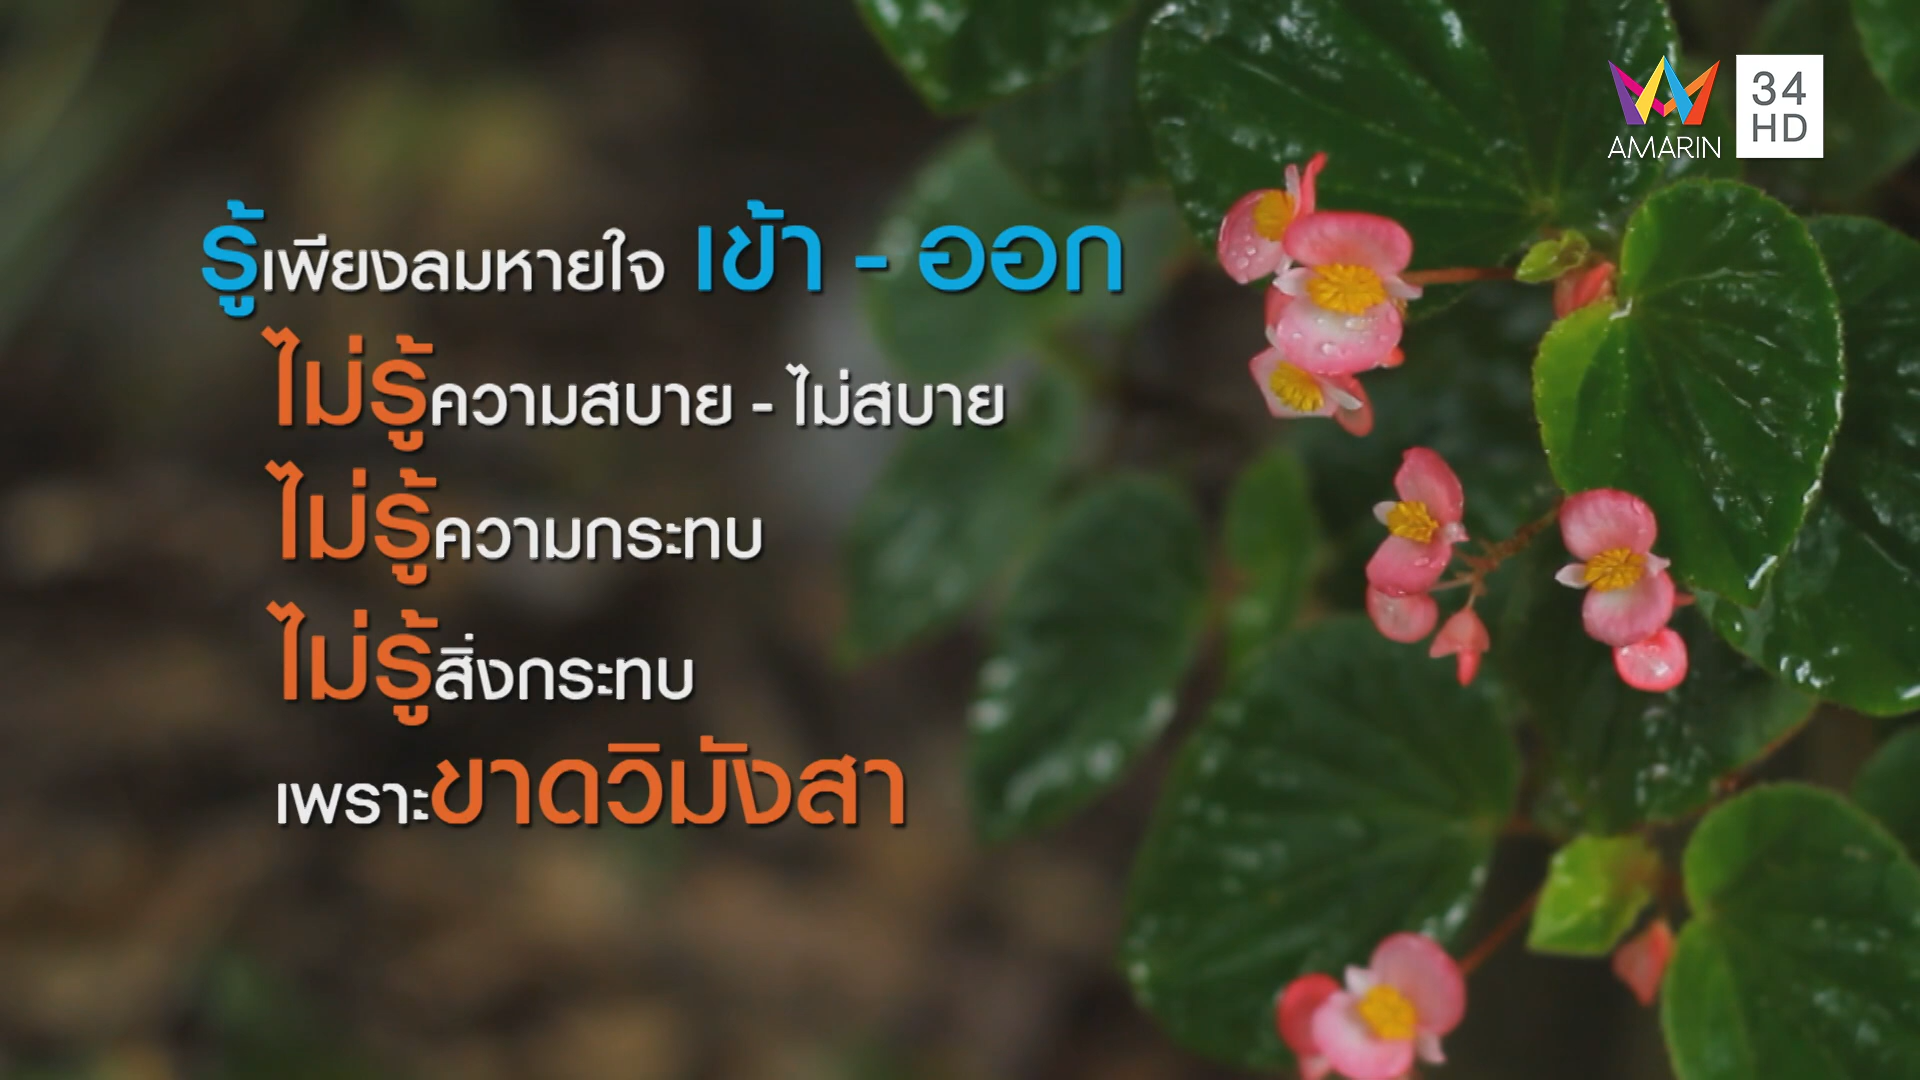 รู้เพียงลมหายใจ เข้า - ออก
ไม่รู้ความสบาย - ไม่สบาย
ไม่รู้ความกระทบ
ไม่รู้สิ่งกระทบ
เพราะขาดวิมังสา
AMARIN
34
HD